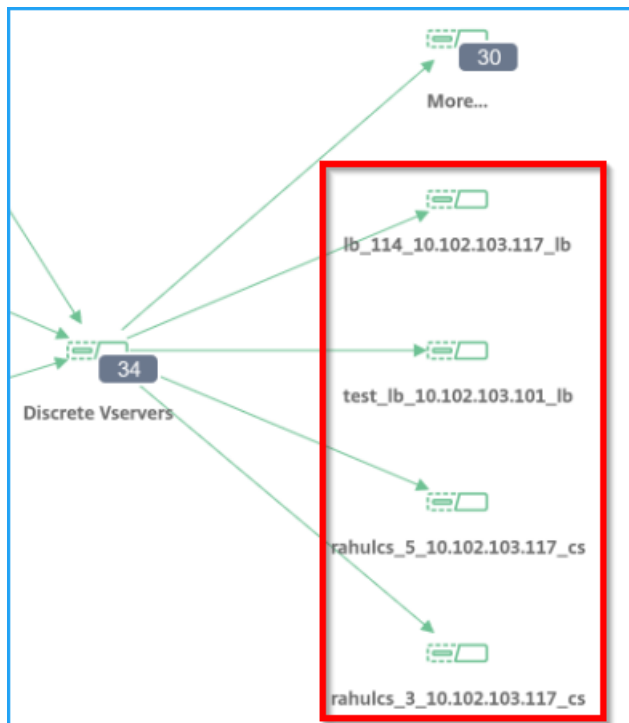 30
More...
lb_114_10.102.103.117_lb
34
Discrete Vservers
test_lb_10.102.103.101_lb
rahulcs_5_10.102.103.117_cs
rahulcs_3_10.102.103.117_cs